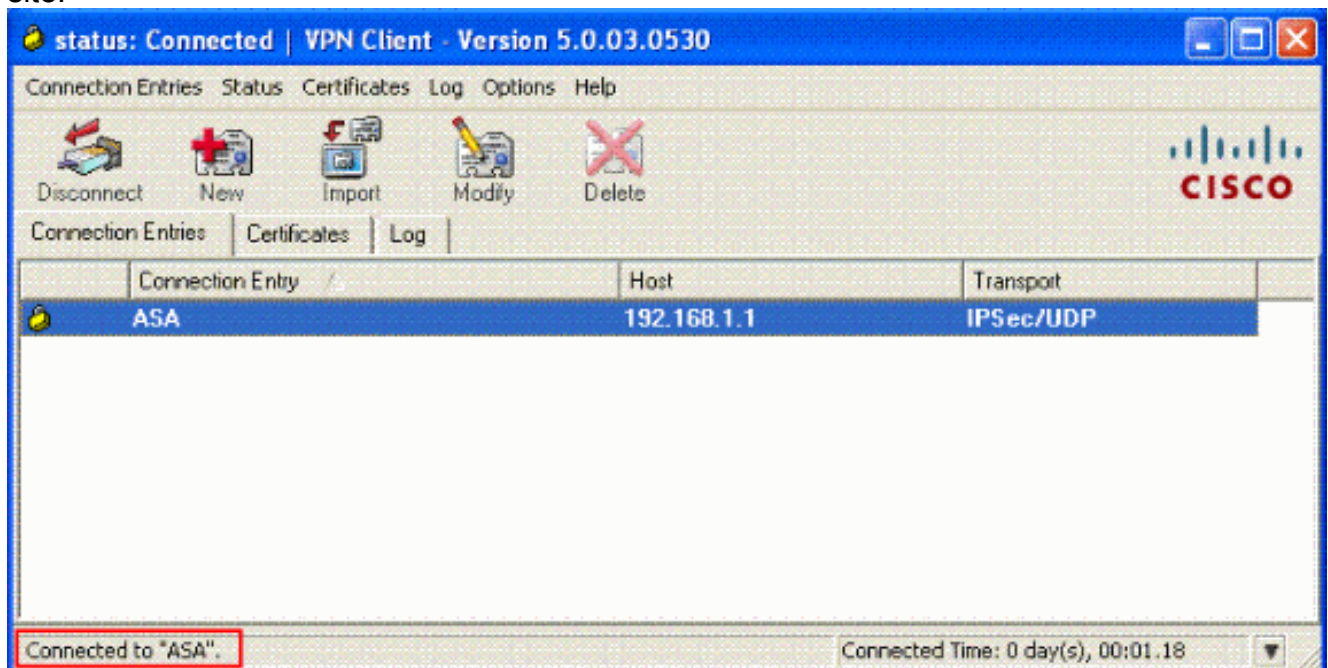 status: Connected | VPN Client - Version 5.0.03.0530
Connection Entries Status Certificates Log Options Help
Disconnect New Import Modify Delete
CISCO
Connection Entries Certificates Log
Connection Entry Host Transport
ASA 192.168.1.1 IPSec/UDP
Connected to "ASA". Connected Time: 0 day(s), 00:01.18